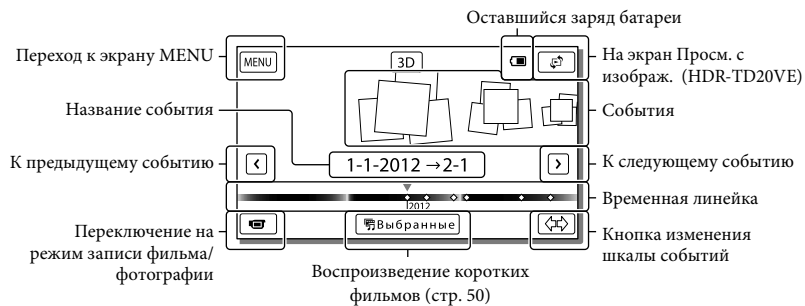 Оставшийся заряд батареи
Переход к экрану MENU
MENU
3D
На экран Просм. с
изображ. (HDR-TD20VE)
Название события
События
К предыдущему событию
1-1-2012 →2-1
К следующему событию
2012
Временная линейка
Переключение на
режим записи фильма/
фотографии
Выбранные
Кнопка изменения
шкалы событий
Воспроизведение коротких
фильмов (стр. 50)